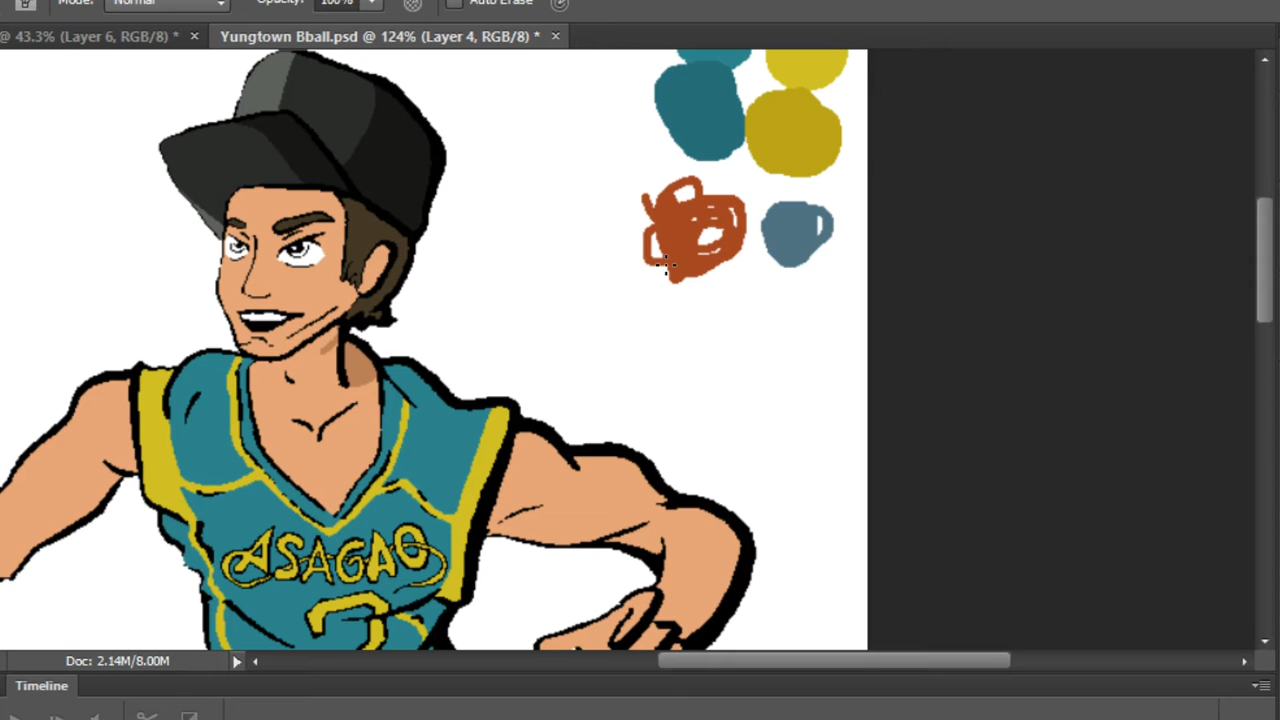 Mode: Normal Opacity: 100% Auto Erase
@ 43.3% (Layer 6, RGB/8) * × Yungtown Bball.psd @ 124% (Layer 4, RGB/8) * ×
ASAGAO
Doc: 2.14M/8.00M
Timeline